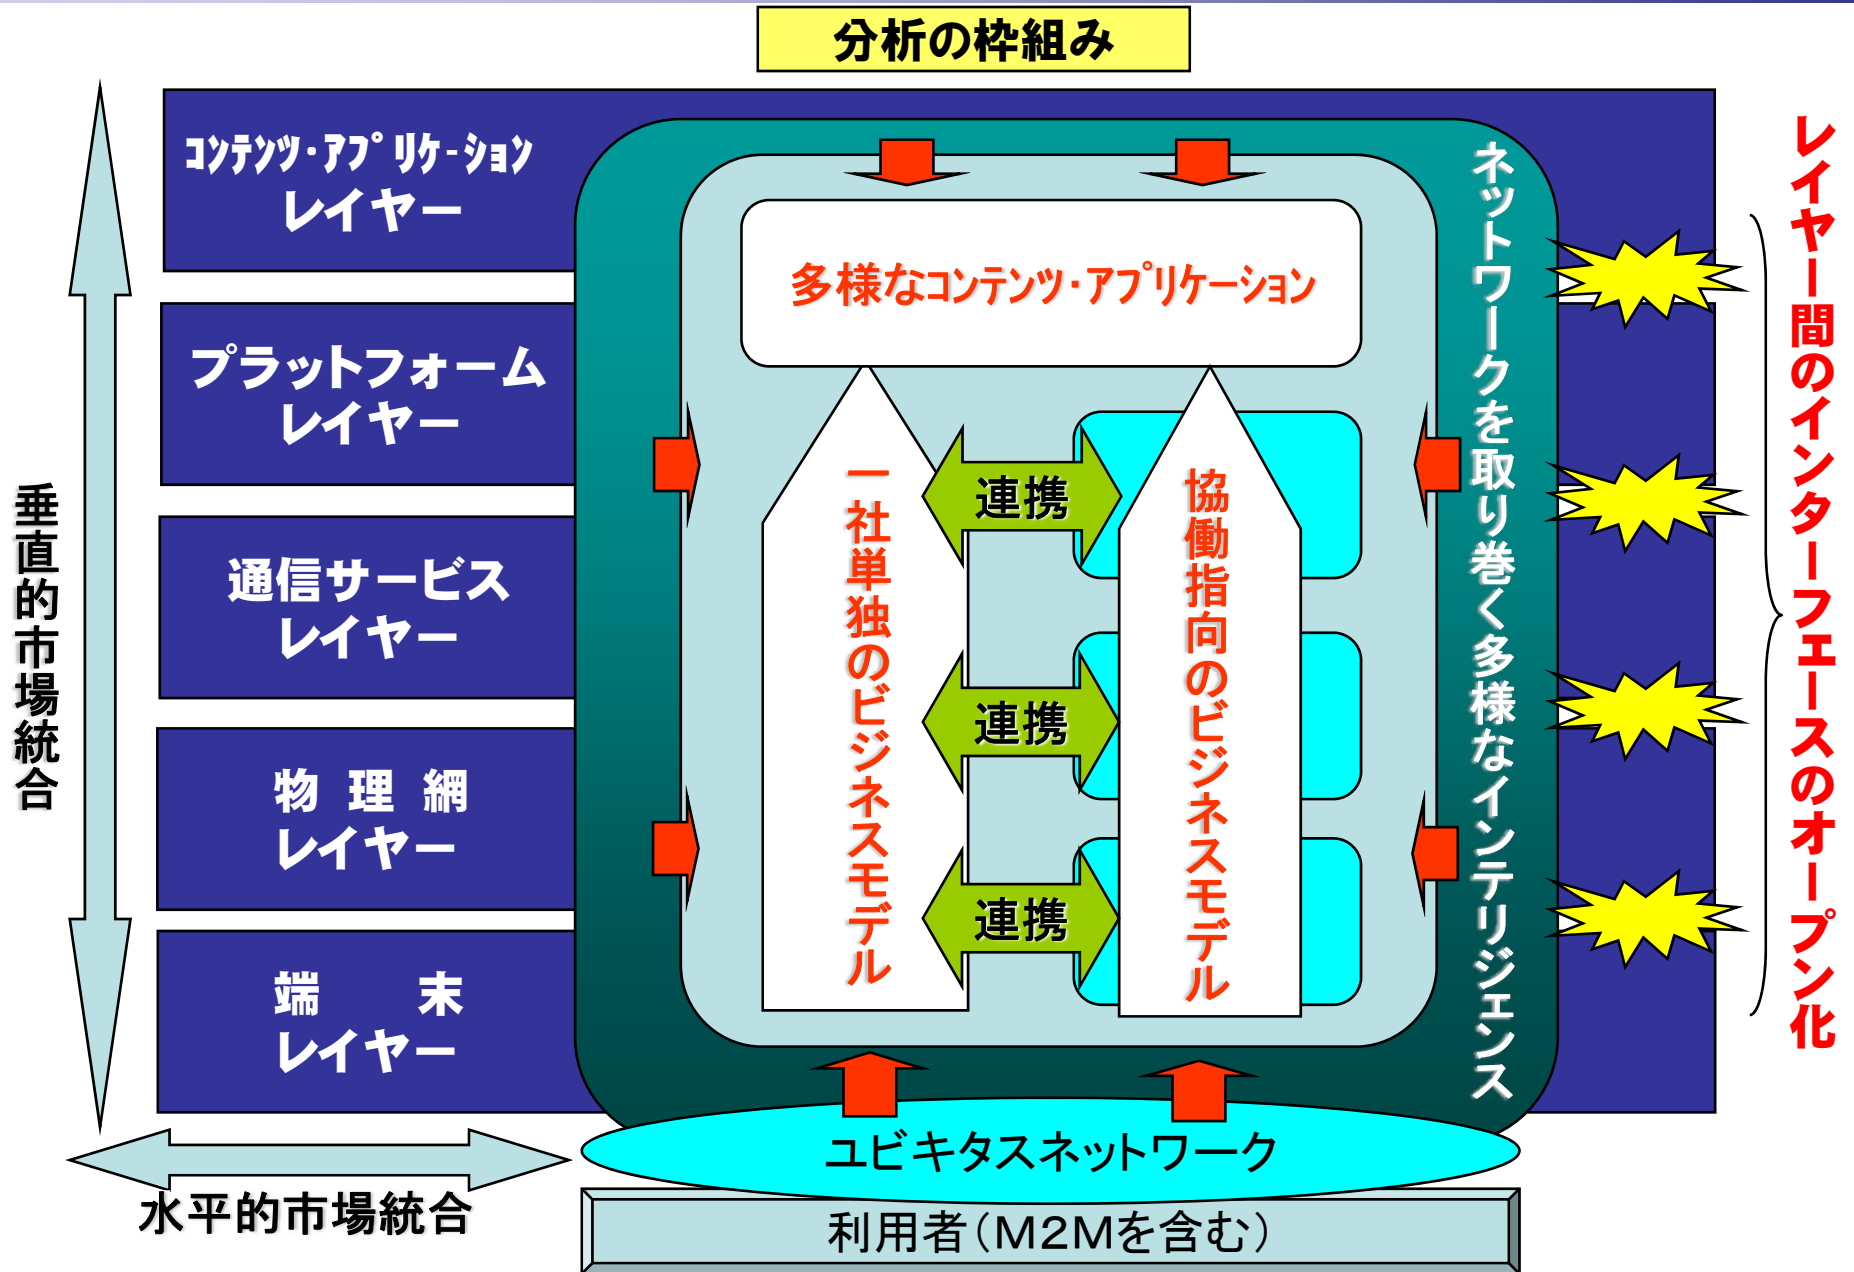 分析の枠組み
ｺﾝﾃﾝﾂ・ｱﾌﾟﾘｹ-ｼｮﾝ
レイヤー
プラットフォーム
レイヤー
通信サービス
レイヤー
物 理 網
レイヤー
端 末
レイヤー
垂直的市場統合
水平的市場統合
多様なコンテンツ・アプリケーション
一社単独のビジネスモデル
連携
連携
連携
協働指向のビジネスモデル
ネットワークを取り巻く多様なインテリジェンス
レイヤー間のインターフェースのオープン化
ユビキタスネットワーク
利用者（Ｍ２Ｍを含む）